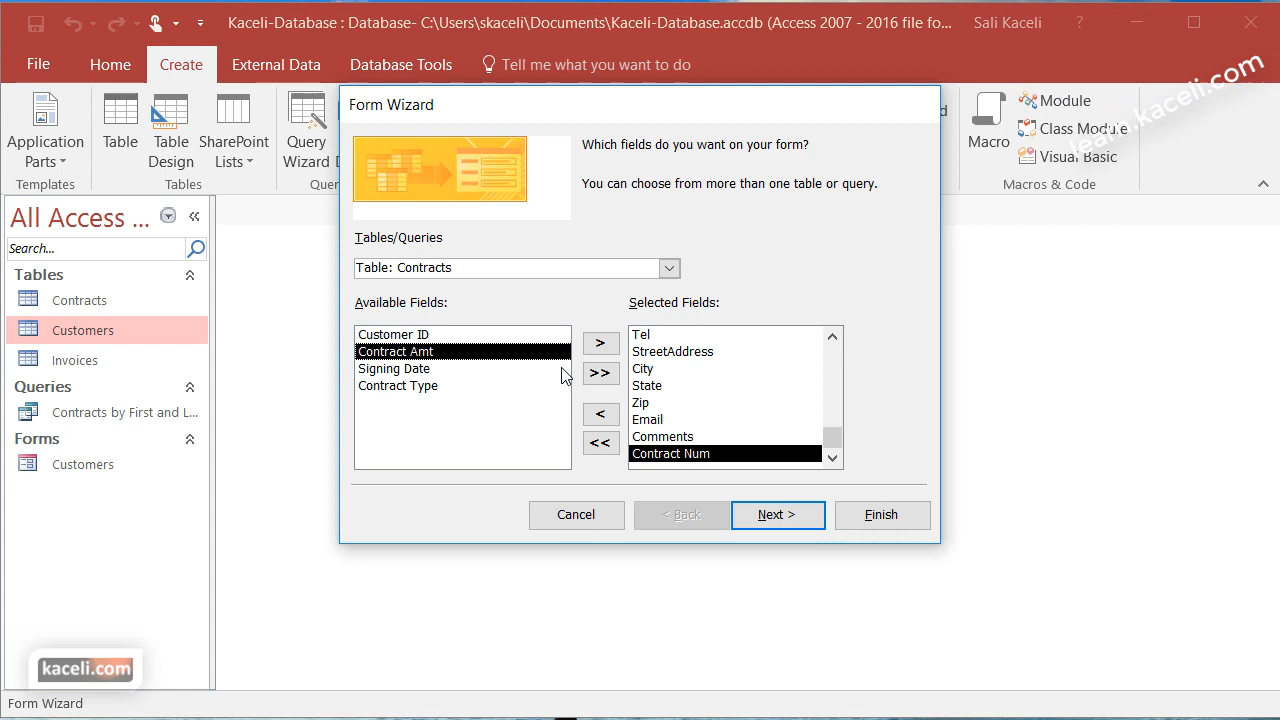 Kaceli-Database : Database- C:\Users\skaceli\Documents\Kaceli-Database.accdb (Access 2007 - 2016 file fo...
Sali Kaceli
?
File
Home
Create
External Data
Database Tools
Tell me what you want to do
Application
Parts
Templates
Table
Table
Design
SharePoint
Lists
Tables
Query
Wizard
Macro
Module
Class Module
Visual Basic
Macros & Code
learn.kaceli.com
All Access ...
Search...
Tables
Contracts
Customers
Invoices
Queries
Contracts by First and L...
Forms
Customers
Form Wizard
Which fields do you want on your form?
You can choose from more than one table or query.
Tables/Queries
Table: Contracts
Available Fields:
Customer ID
Contract Amt
Signing Date
Contract Type
>
>>
<
<<
Selected Fields:
Tel
StreetAddress
City
State
Zip
Email
Comments
Contract Num
Cancel
< Back
Next >
Finish
kaceli.com
Form Wizard